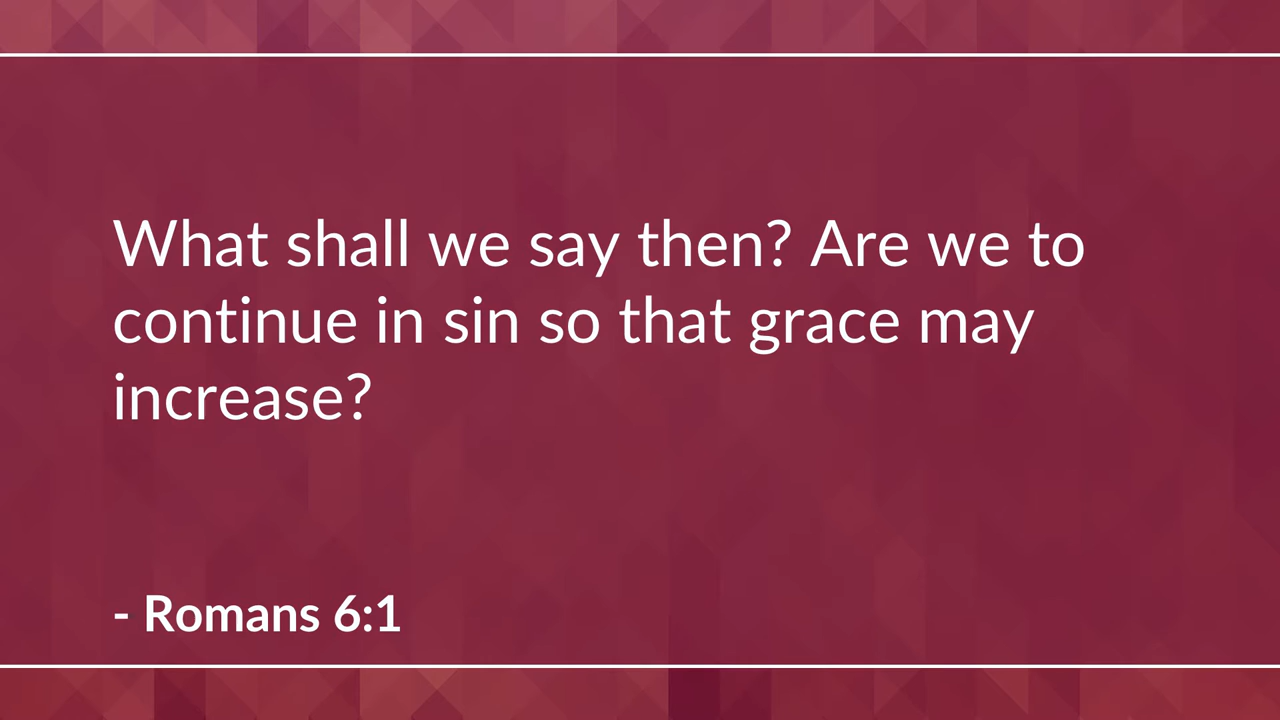 What shall we say then? Are we to
continue in sin so that grace may
increase?
- Romans 6:1